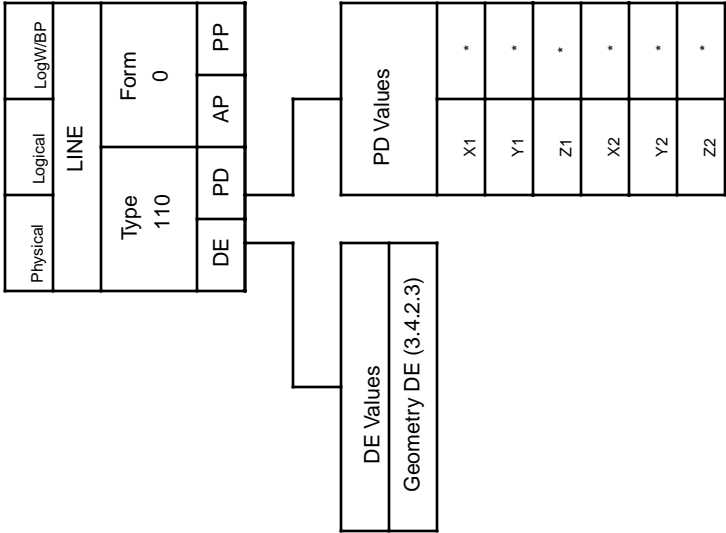 Physical
Logical
LogW/BP
LINE
Type
110
Form
0
DE
PD
AP
PP
DE Values
Geometry DE (3.4.2.3)
PD Values
X1 *
Y1 *
Z1 *
X2 *
Y2 *
Z2 *